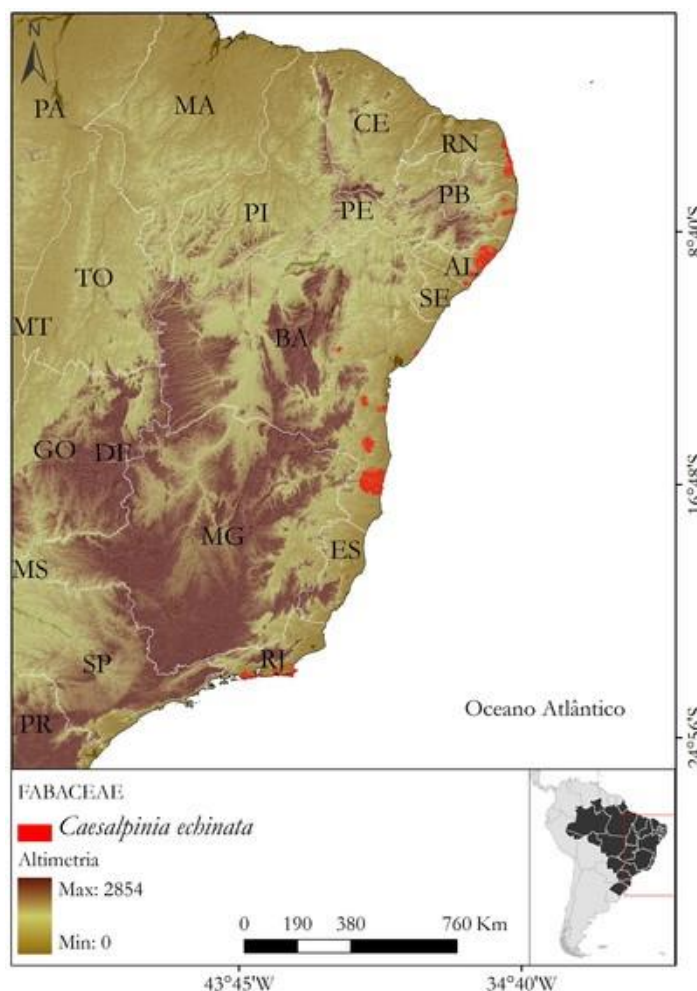 N
PA
MA
CE
RN
PB
PE
PI
AL
SE
TO
MT
BA
GO
DF
MG
ES
MS
SP
RJ
PR
Oceano Atlântico
8°40'S
16°48'S
24°56'S
FABACEAE
Caesalpinia echinata
Altimetria
Max: 2854
Min: 0
0 190 380 760 Km
43°45'W 34°40'W